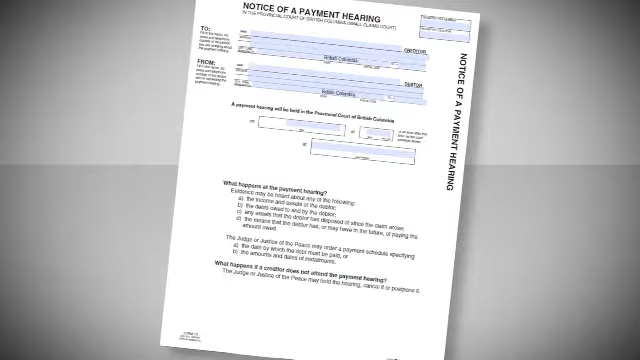 NOTICE OF A PAYMENT HEARING
IN THE PROVINCIAL COURT OF BRITISH COLUMBIA (SMALL CLAIMS COURT)
TO:
CREDITOR
British Columbia
FROM:
DEBTOR
British Columbia
A payment hearing will be held in the Provincial Court of British Columbia
on
at
at
NOTICE OF A PAYMENT HEARING
What happens at the payment hearing?
Evidence may be heard about any of the following:
a) the income and assets of the debtor;
b) the debts owed to and by the debtor;
c) any assets that the debtor has disposed of since the claim arose;
d) the means that the debtor has, or may have in the future, of paying the
amount owed.
The Judge or Justice of the Peace may order a payment schedule specifying
a) the date by which the debt must be paid, or
b) the amounts and dates of instalments.
What happens if a creditor does not attend the payment hearing?
The Judge or Justice of the Peace may hold the hearing, cancel it or postpone it.